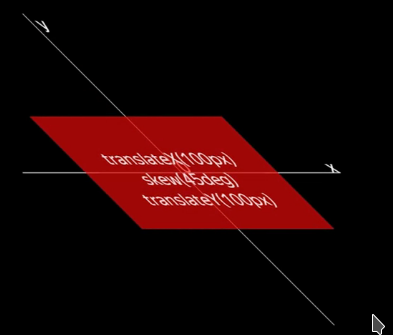 y
translateX(100px)
x
skew(45deg)
translateY(100px)